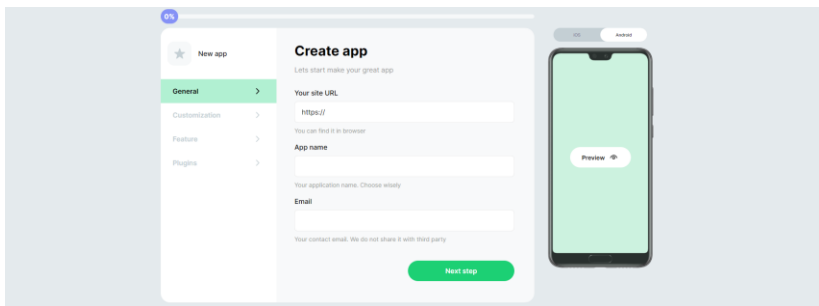 0%
New app
General
Customization
Feature
Plugins
Create app
Lets start make your great app
Your site URL
https://
You can find it in browser
App name
Your application name. Choose wisely
Email
Your contact email. We do not share it with third party
Next step
iOS
Android
Preview